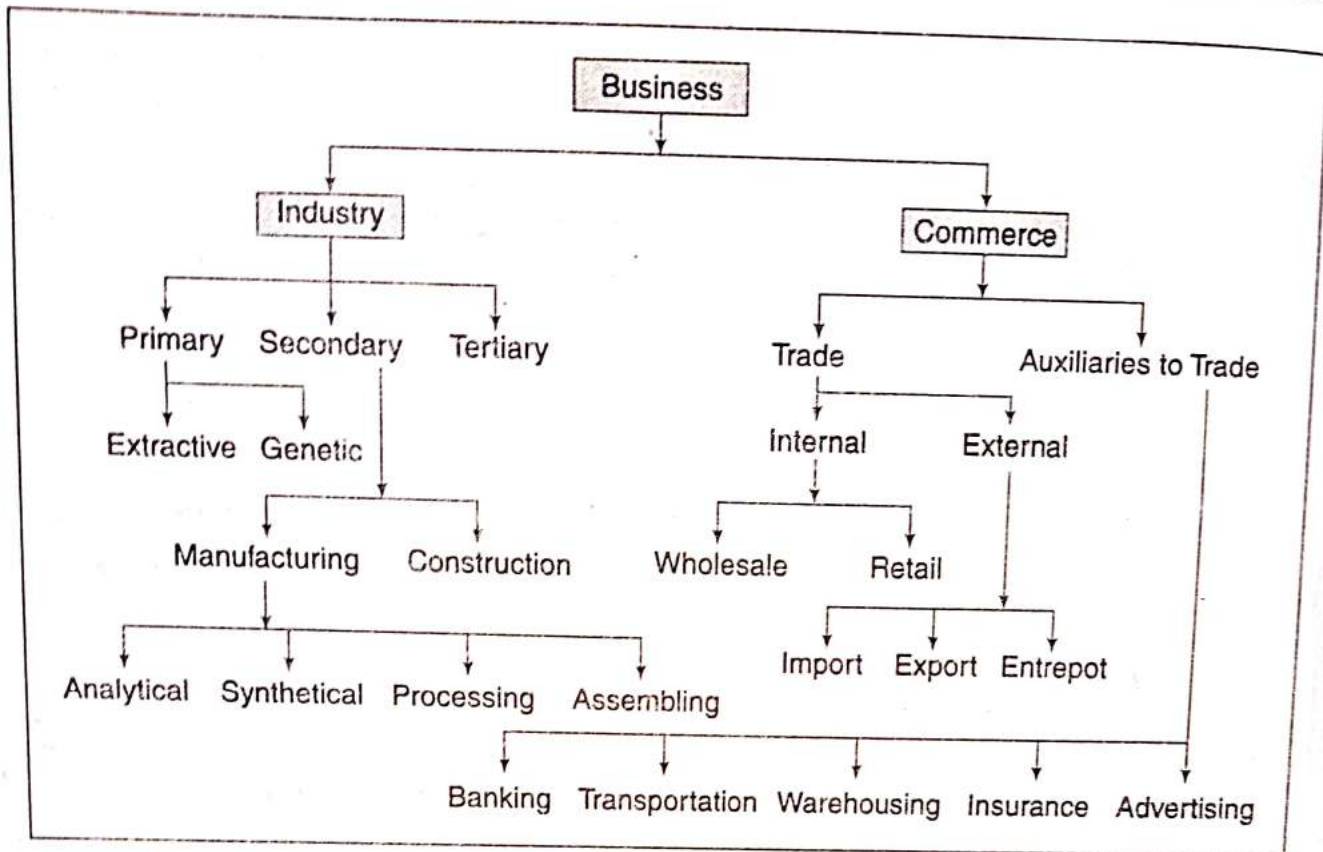 Business
Industry
Commerce
Primary Secondary Tertiary
Trade Auxiliaries to Trade
Extractive Genetic
Internal External
Manufacturing Construction
Wholesale Retail
Import Export Entrepot
Analytical Synthetical Processing Assembling
Banking Transportation Warehousing Insurance Advertising